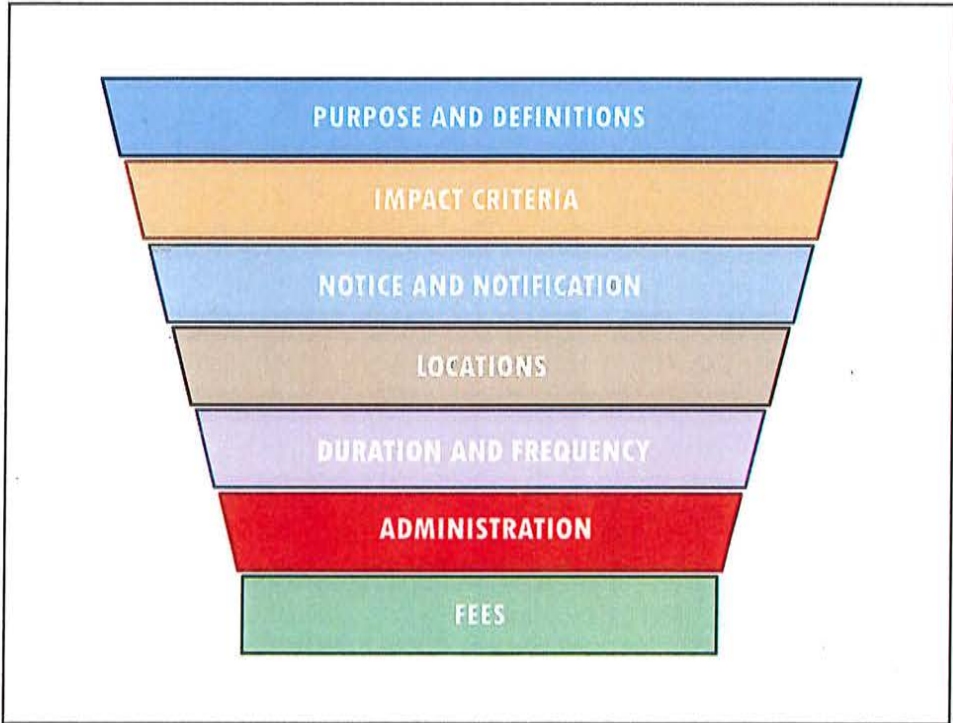 PURPOSE AND DEFINITIONS
IMPACT CRITERIA
NOTICE AND NOTIFICATION
LOCATIONS
DURATION AND FREQUENCY
ADMINISTRATION
FEES